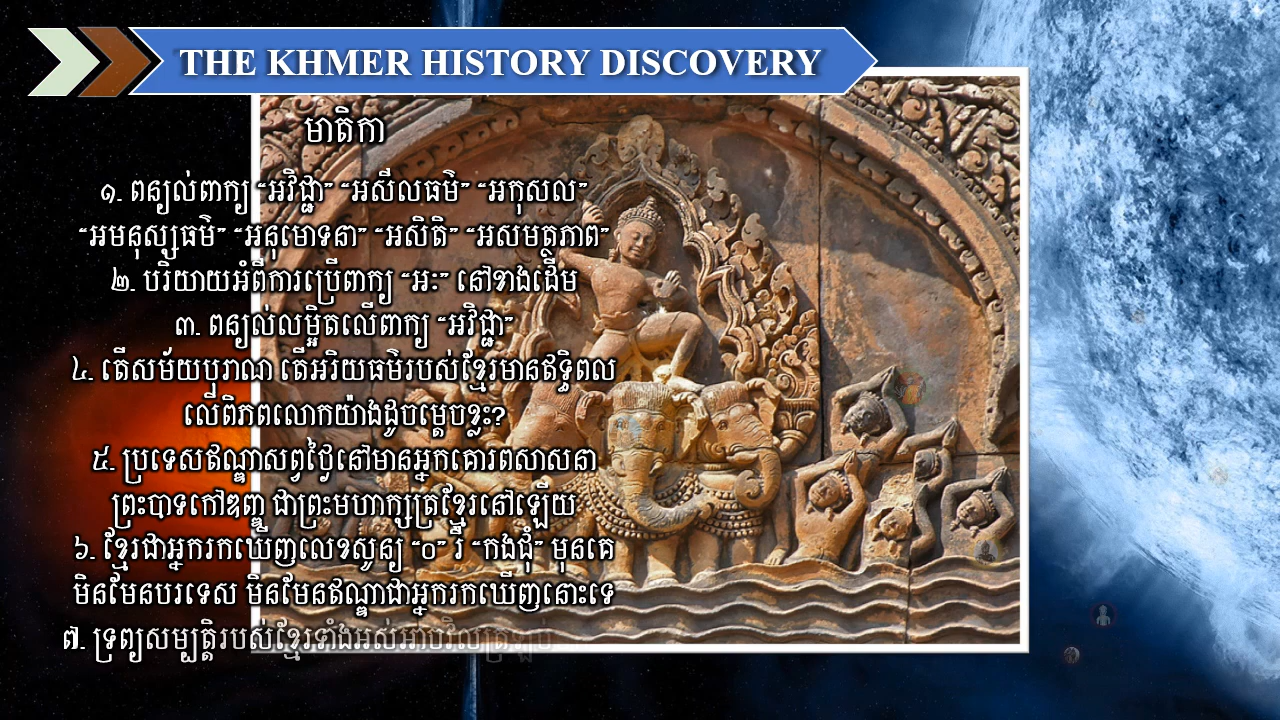 THE KHMER HISTORY DISCOVERY
មាតិកា
១. ពន្យល់ពាក្យ “អវិជ្ជា” “អសីលធម៌” “អកុសល”
“អមនុស្សធម៌” “អនុមោទនា” “អសិតិ” “អសមត្ថភាព”
២. បរិយាយអំពីការប្រើពាក្យ “អៈ” នៅខាងដើម
៣. ពន្យល់លម្អិតលើពាក្យ “អវិជ្ជា”
៤. តើសម័យបុរាណ តើអរិយធម៌របស់ខ្មែរមានឥទ្ធិពល
លើពិភពលោកយ៉ាងដូចម្តេចខ្លះ?
៥. ប្រទេសឥណ្ឌាសព្វថ្ងៃនៅមានអ្នកគោរពសាសនា
ព្រះបាទកៅឌញ្ញ ជាព្រះមហាក្សត្រខ្មែរនៅឡើយ
៦. ខ្មែរជាអ្នករកឃើញលេខសូន្យ “០” រឺ “កងជុំ” មុនគេ
មិនមែនបរទេស មិនមែនឥណ្ឌាជាអ្នករកឃើញនោះទេ
៧. ទ្រព្យសម្បត្តិរបស់ខ្មែរទាំងអស់អាចវិលត្រឡប់